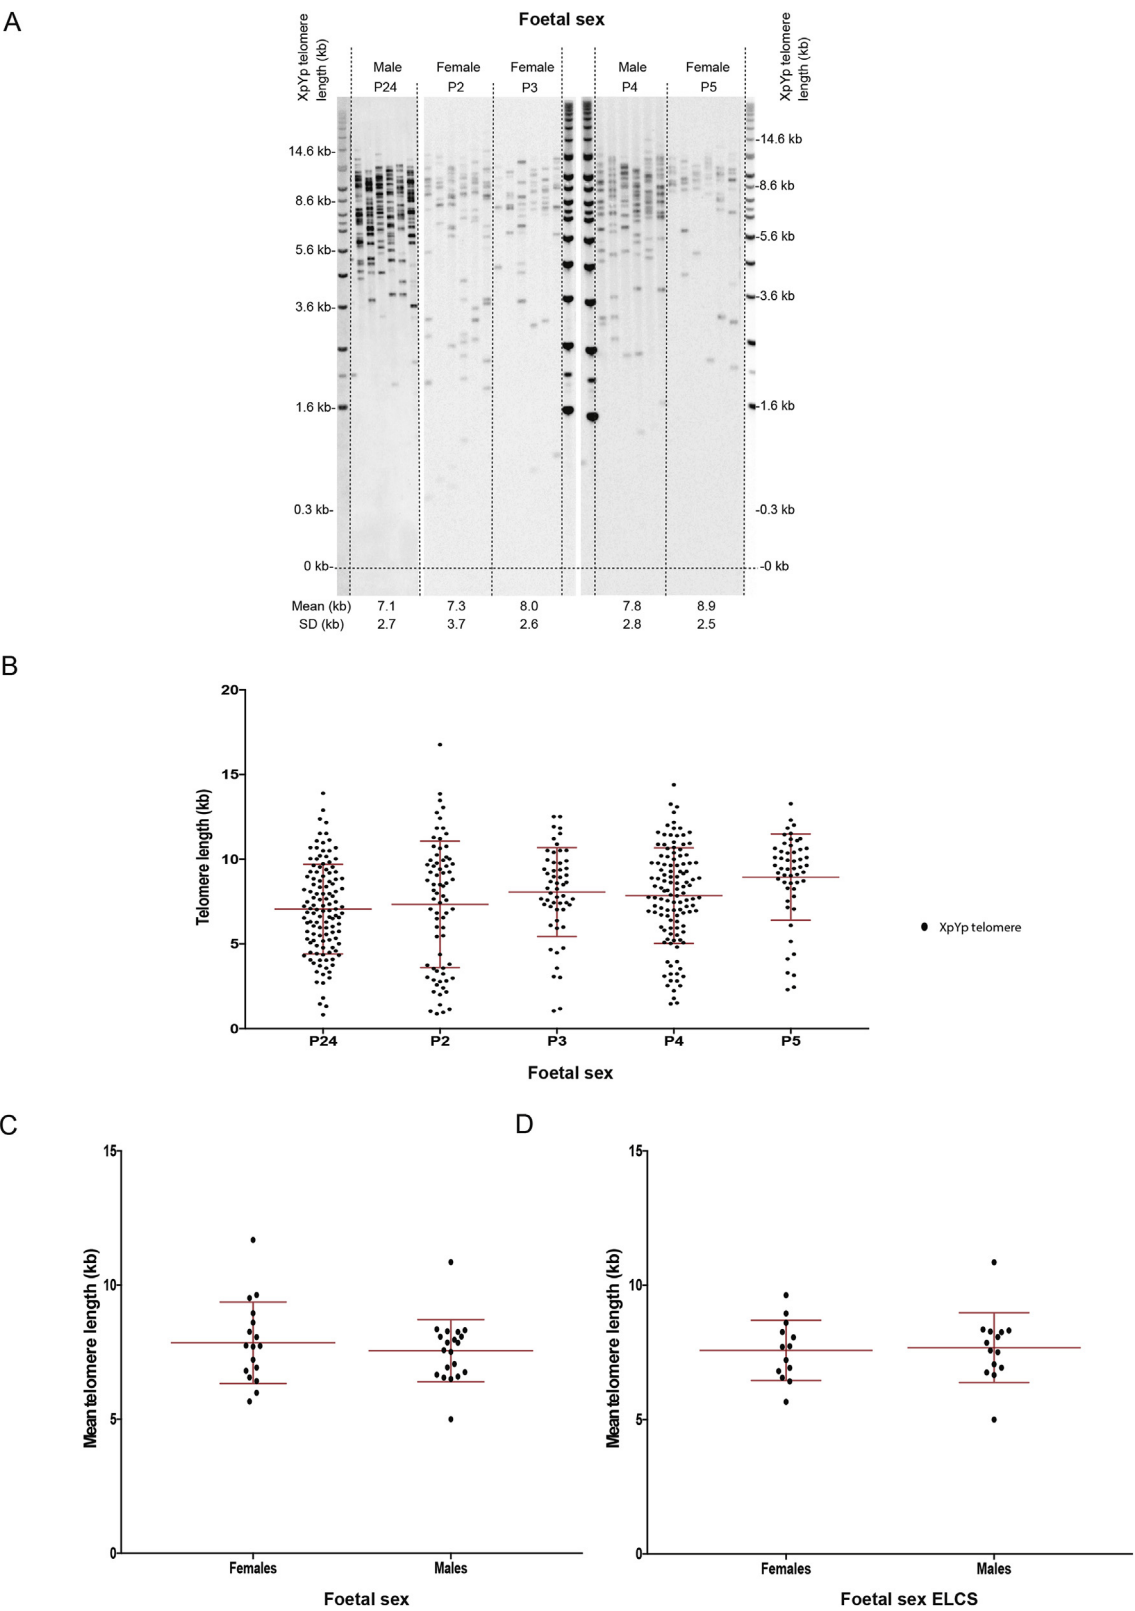 A
Foetal sex
XpYp telomere
length (kb)
XpYp telomere
length (kb)
Male Female Female Male Female
P24 P2 P3 P4 P5
14.6 kb-
8.6 kb-
5.6 kb-
3.6 kb-
1.6 kb-
0.3 kb-
0 kb-
-14.6 kb
-8.6 kb
-5.6 kb
-3.6 kb
-1.6 kb
-0.3 kb
-0 kb
Mean (kb) 7.1 7.3 8.0 7.8 8.9
SD (kb) 2.7 3.7 2.6 2.8 2.5
B
Telomere length (kb)
20
15
10
5
0
P24 P2 P3 P4 P5
Foetal sex
XpYp telomere
C
Mean telomere length (kb)
15
10
5
0
Females Males
Foetal sex
D
Mean telomere length (kb)
15
10
5
0
Females Males
Foetal sex ELCS